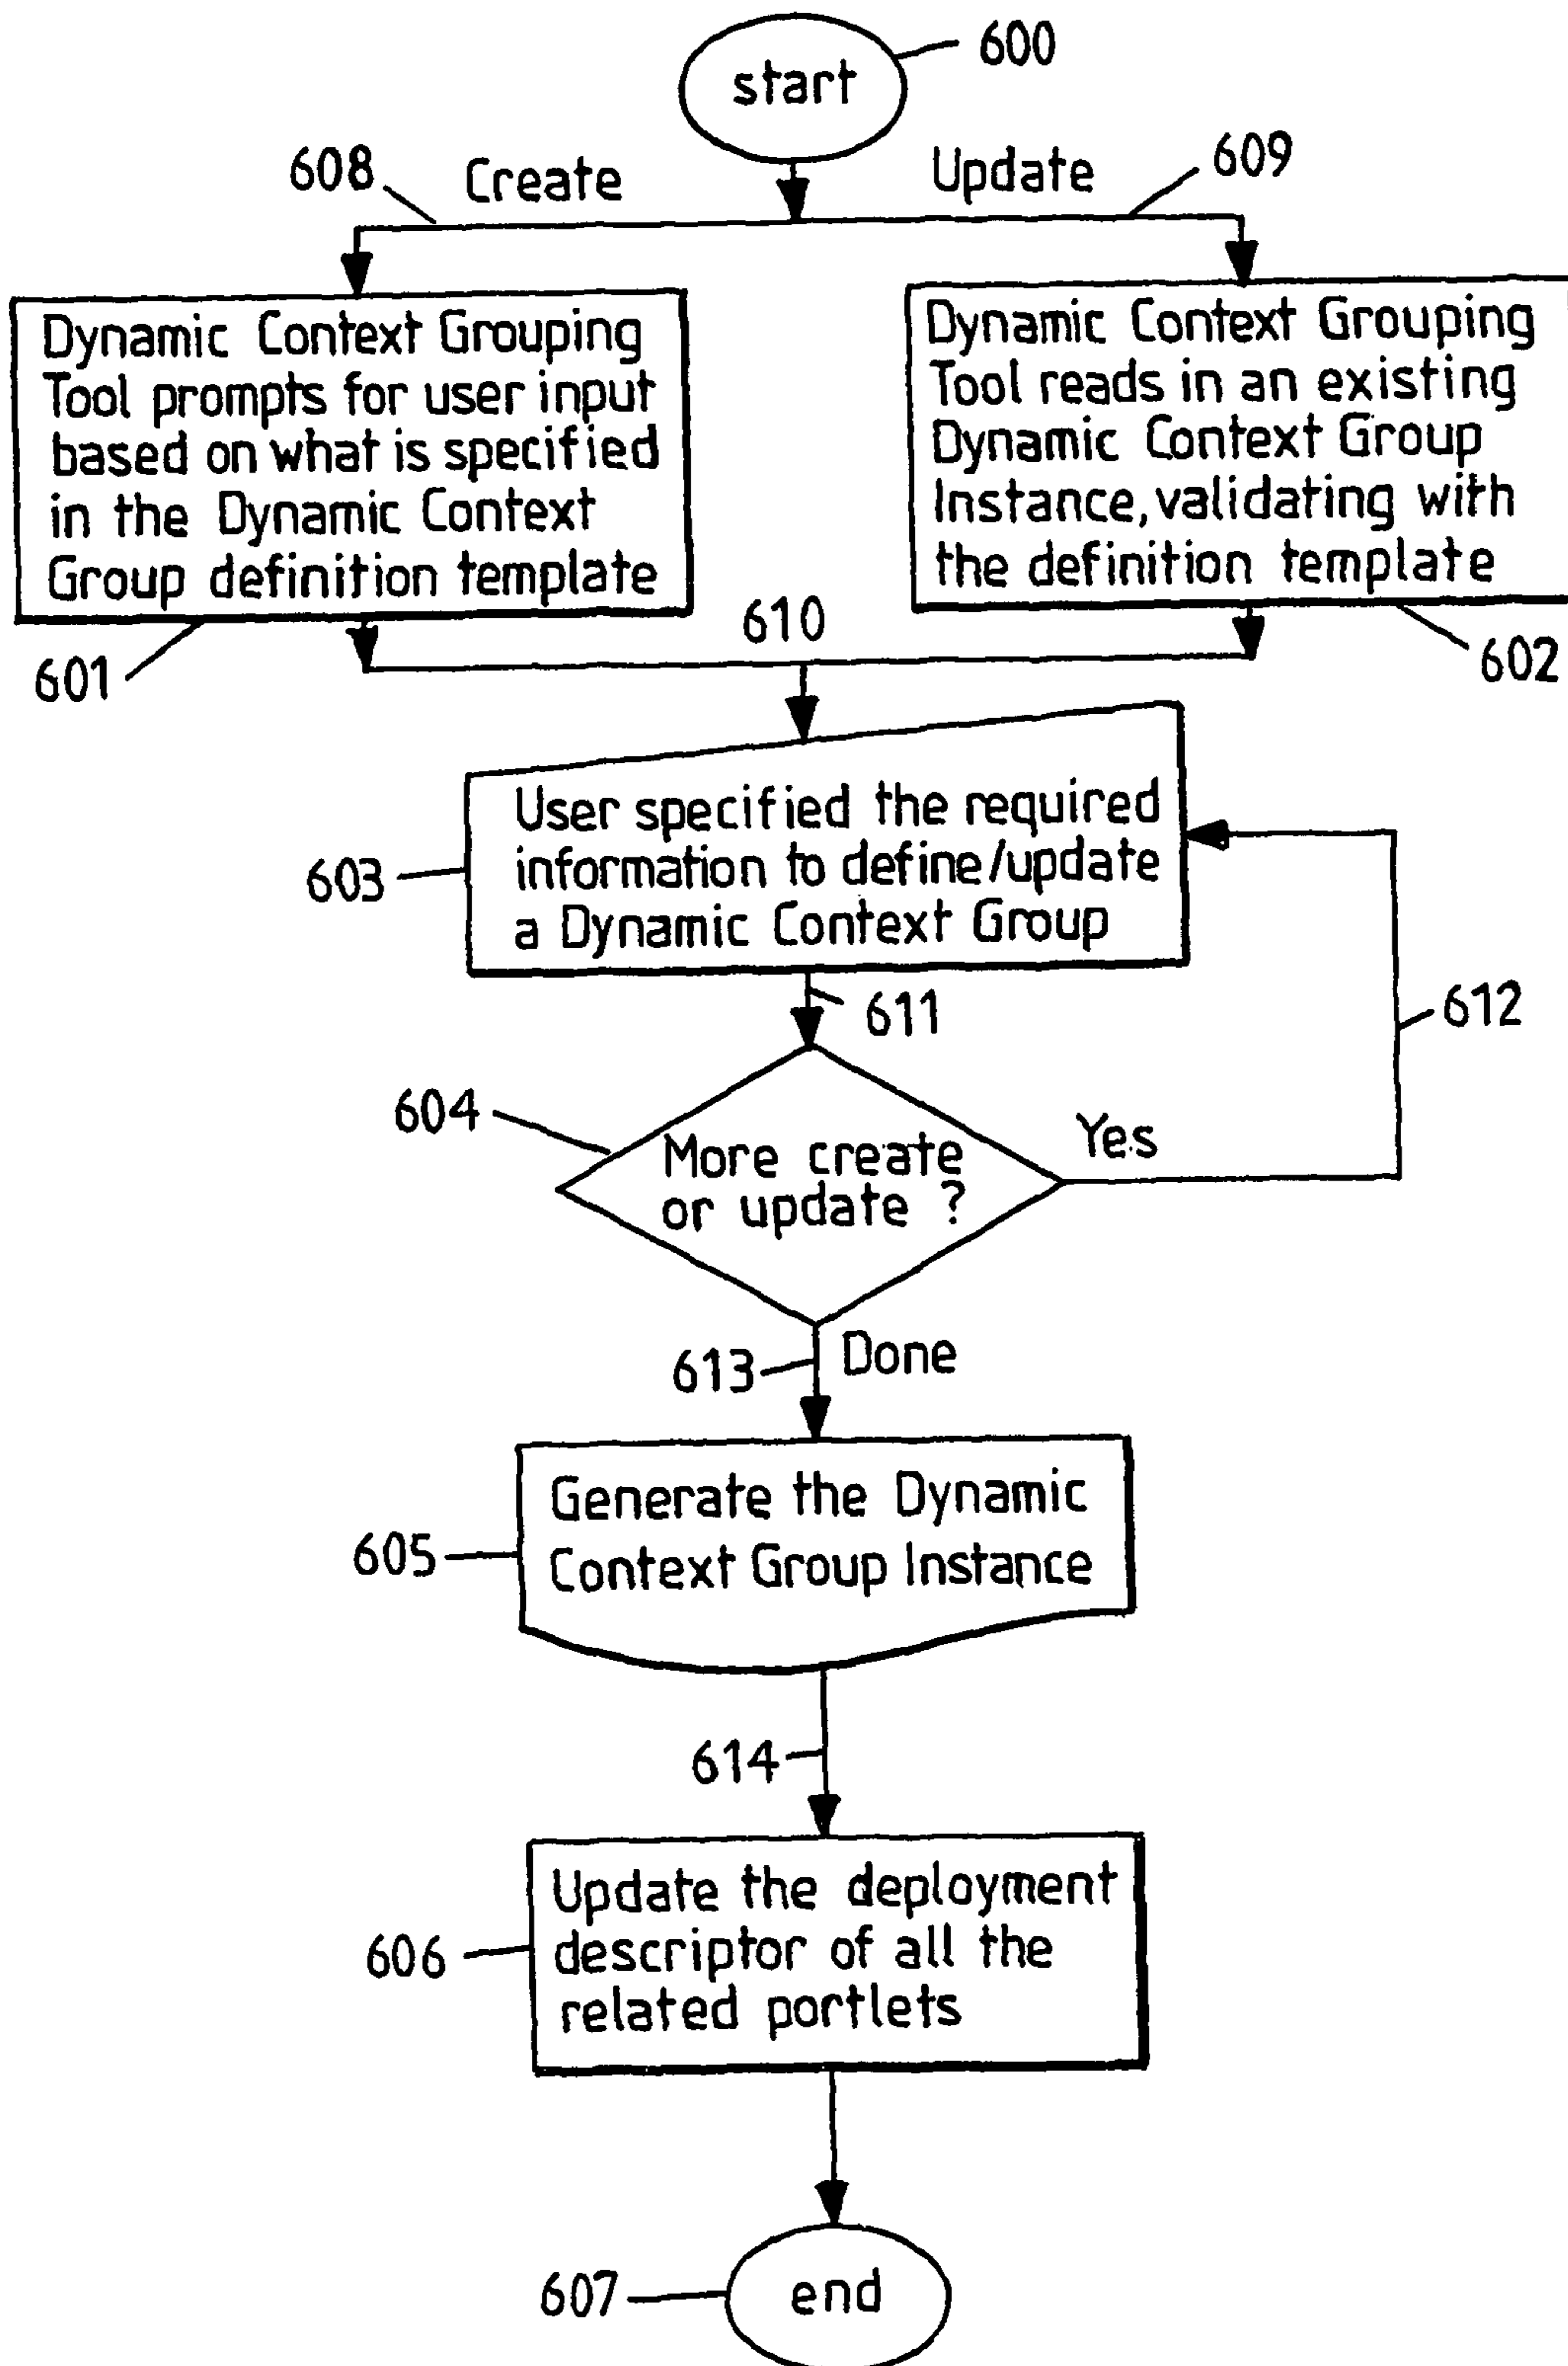 start
600
608
Create
Update
609
Dynamic Context Grouping
Tool prompts for user input
based on what is specified
in the Dynamic Context
Group definition template
Dynamic Context Grouping
Tool reads in an existing
Dynamic Context Group
Instance, validating with
the definition template
601
610
602
User specified the required
information to define/update
a Dynamic Context Group
603
611
612
604
More create
or update ?
Yes
613
Done
Generate the Dynamic
Context Group Instance
605
614
Update the deployment
descriptor of all the
related portlets
606
607
end